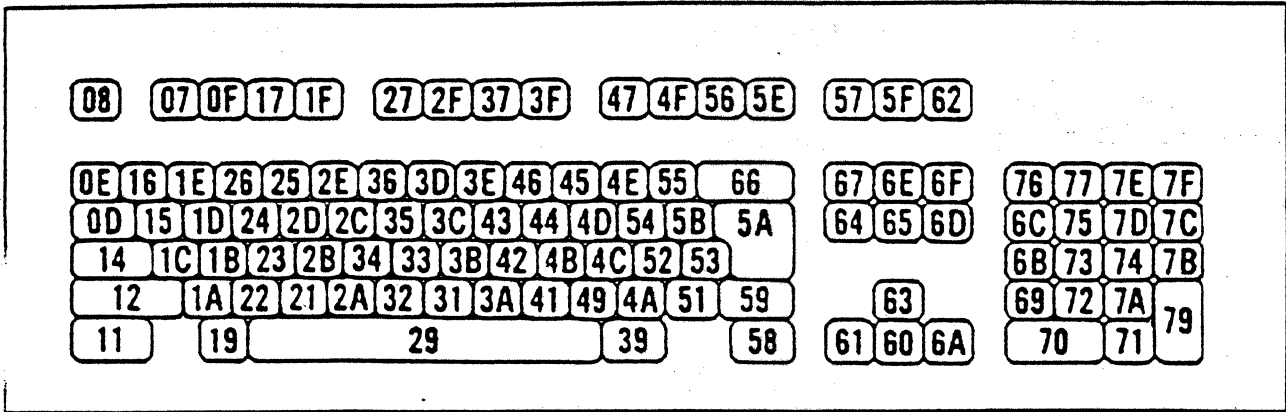 08 07 0F 17 1F 27 2F 37 3F 47 4F 56 5E 57 5F 62
0E 16 1E 26 25 2E 36 3D 3E 46 45 4E 55 66 67 6E 6F 76 77 7E 7F
0D 15 1D 24 2D 2C 35 3C 43 44 4D 54 5B 5A 64 65 6D 6C 75 7D 7C
14 1C 1B 23 2B 34 33 3B 42 4B 4C 52 53 6B 73 74 7B
12 1A 22 21 2A 32 31 3A 41 49 4A 51 59 63 69 72 7A 79
11 19 29 39 58 61 60 6A 70 71